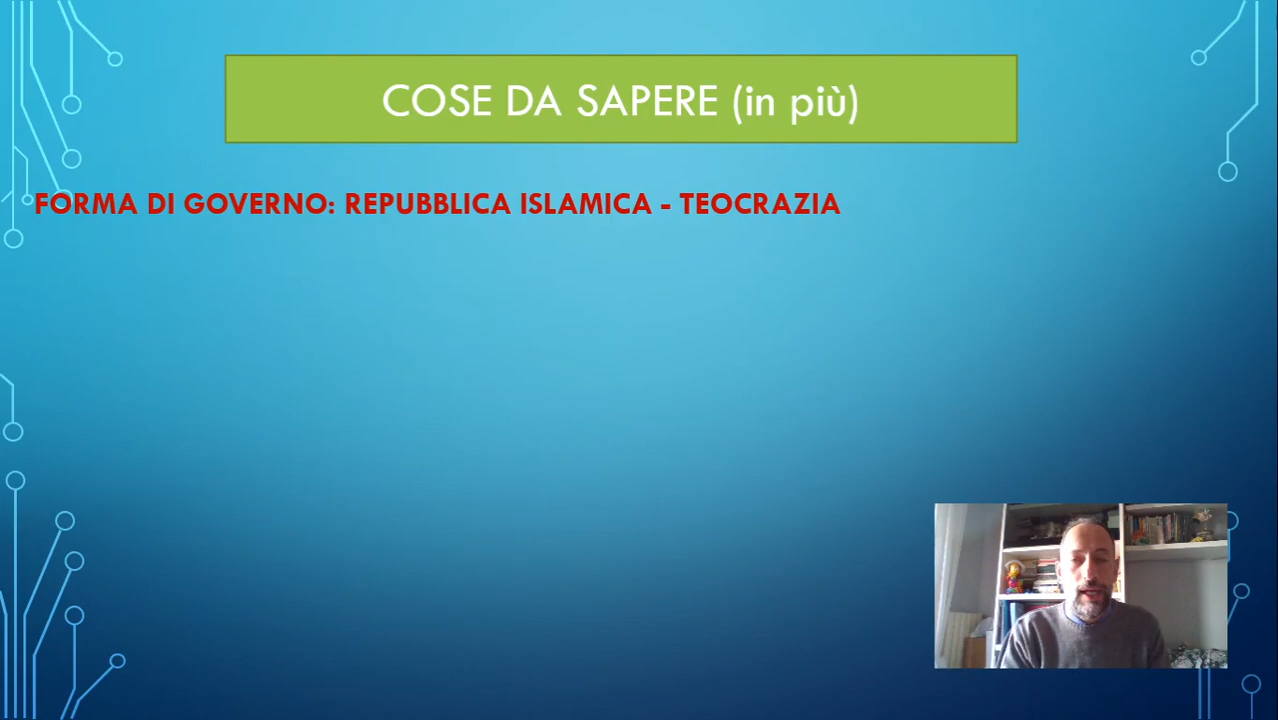 COSE DA SAPERE (in più)
FORMA DI GOVERNO: REPUBBLICA ISLAMICA - TEOCRAZIA